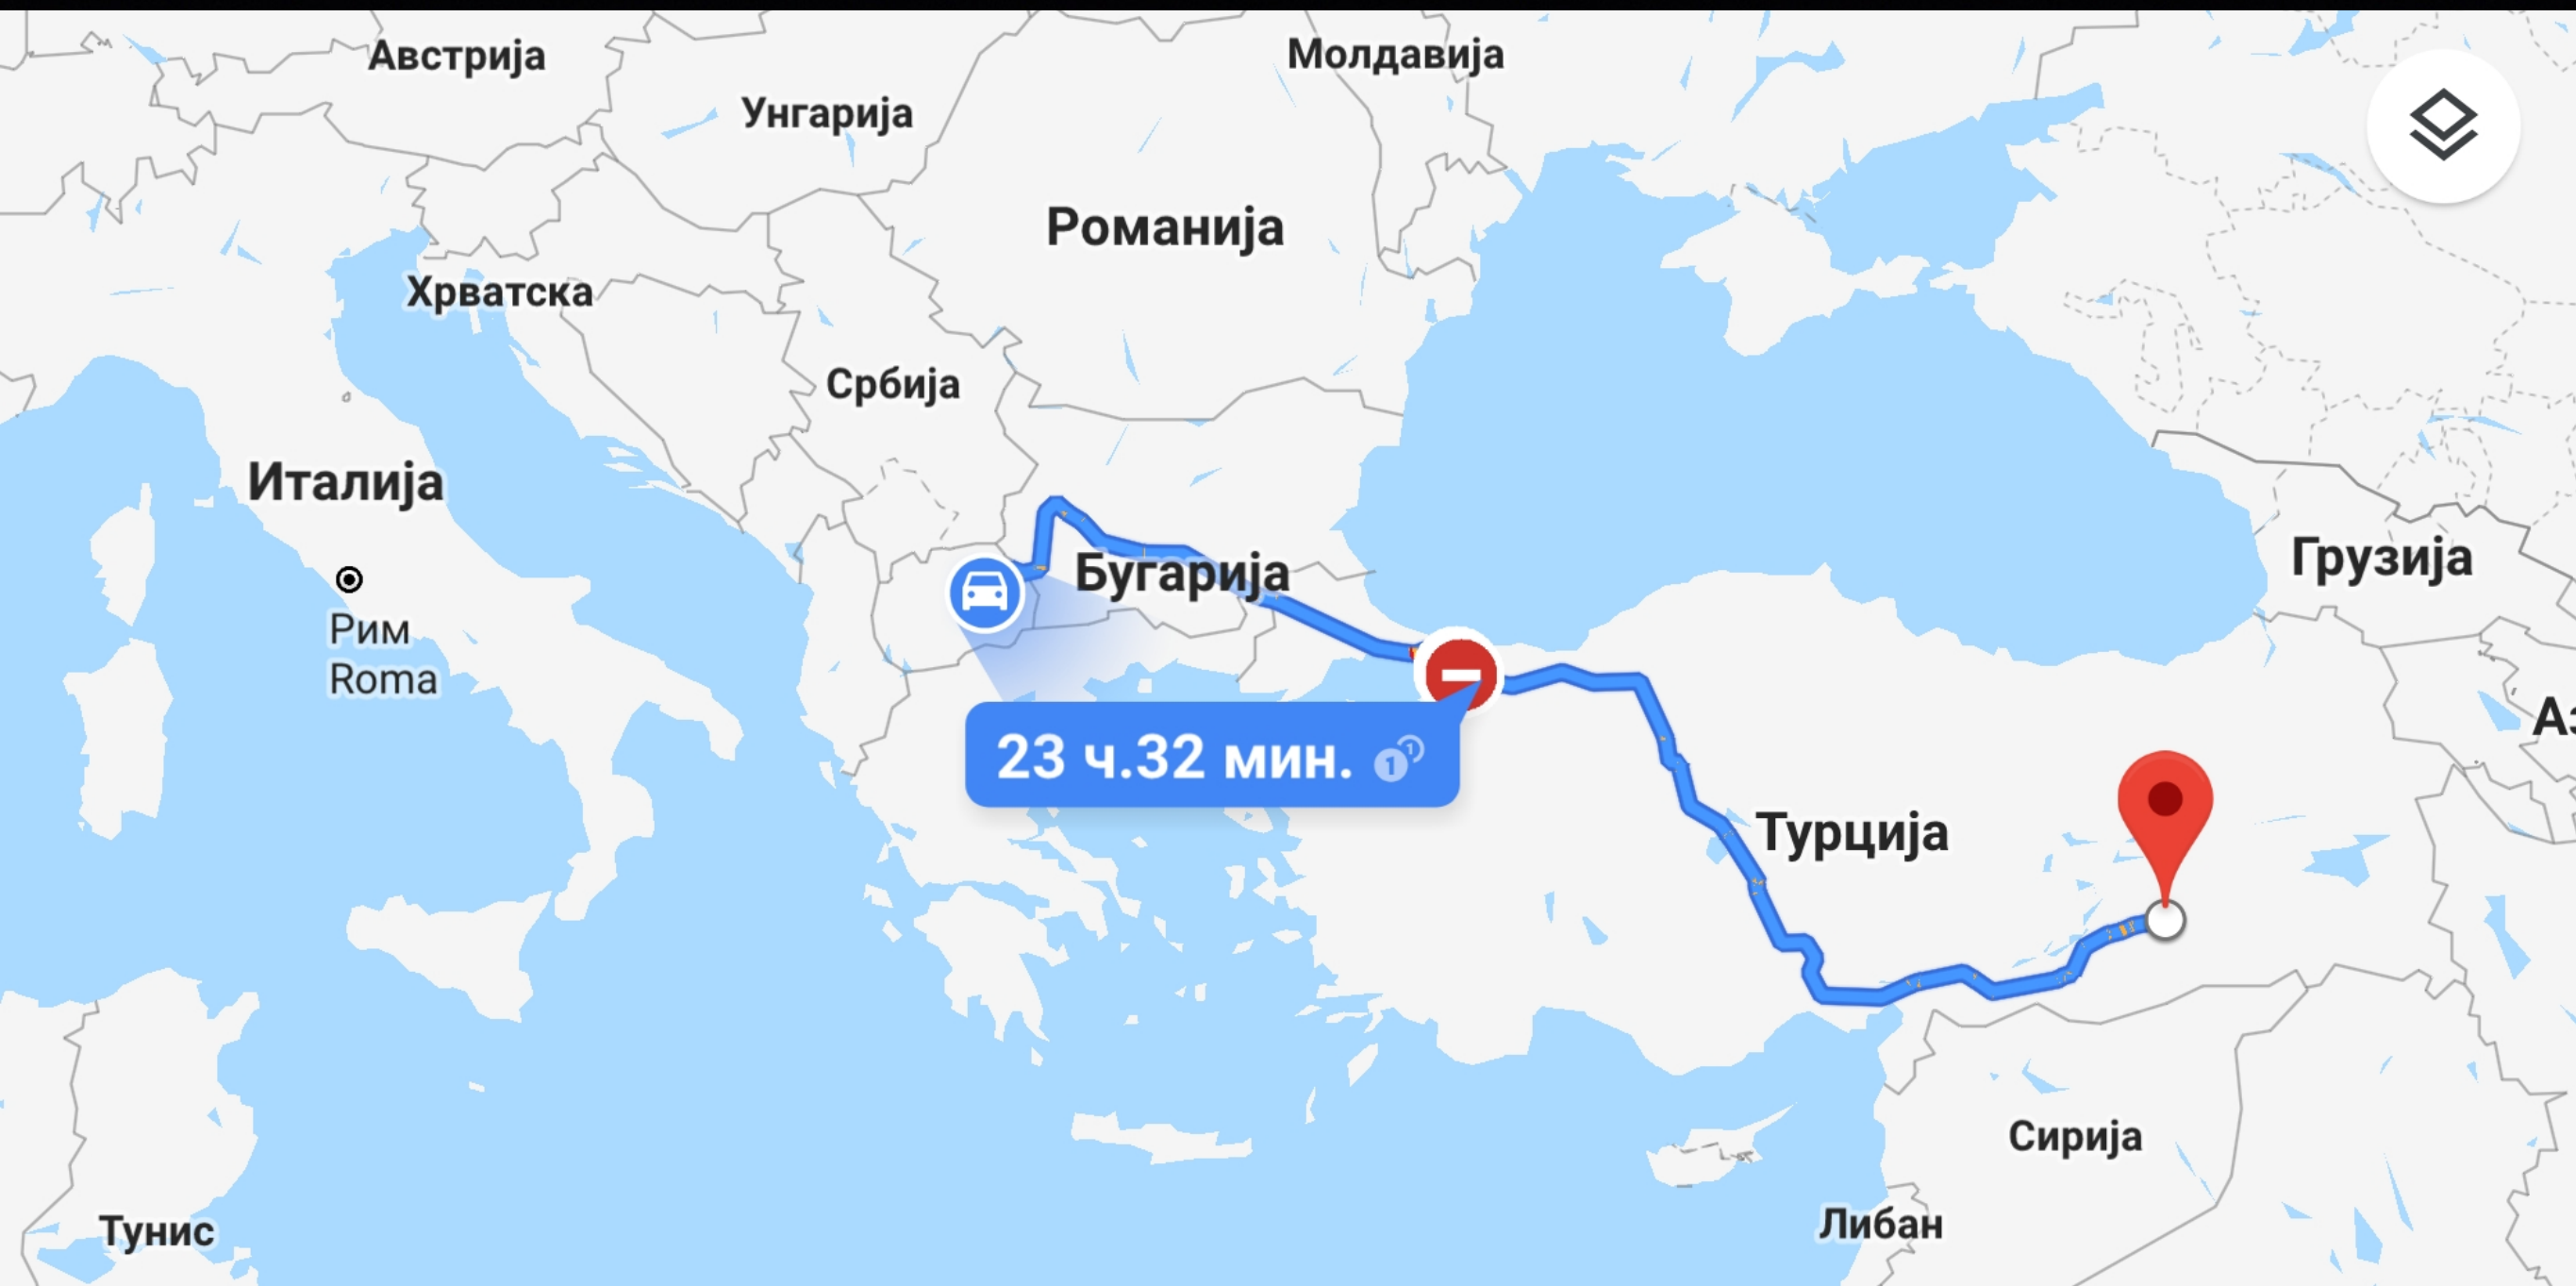 Австрија
Молдавија
Унгарија
Романија
Хрватска
Србија
Италија
Грузија
Бугарија
Рим
Roma
23 ч.32 мин.
Турција
Сирија
Либан
Тунис